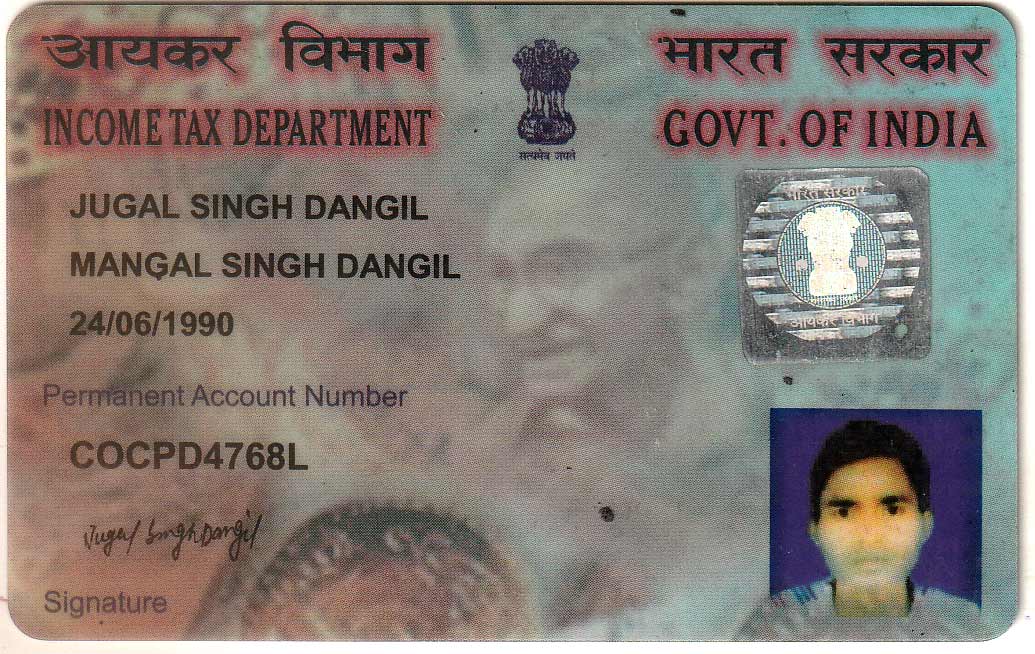 आयकर विभाग
INCOME TAX DEPARTMENT
सत्यमेव जयते
भारत सरकार
GOVT. OF INDIA
JUGAL SINGH DANGIL
MANGAL SINGH DANGIL
24/06/1990
भारत सरकार
आयकर विभाग
Permanent Account Number
COCPD4768L
Jugal Singh Dangil
Signature